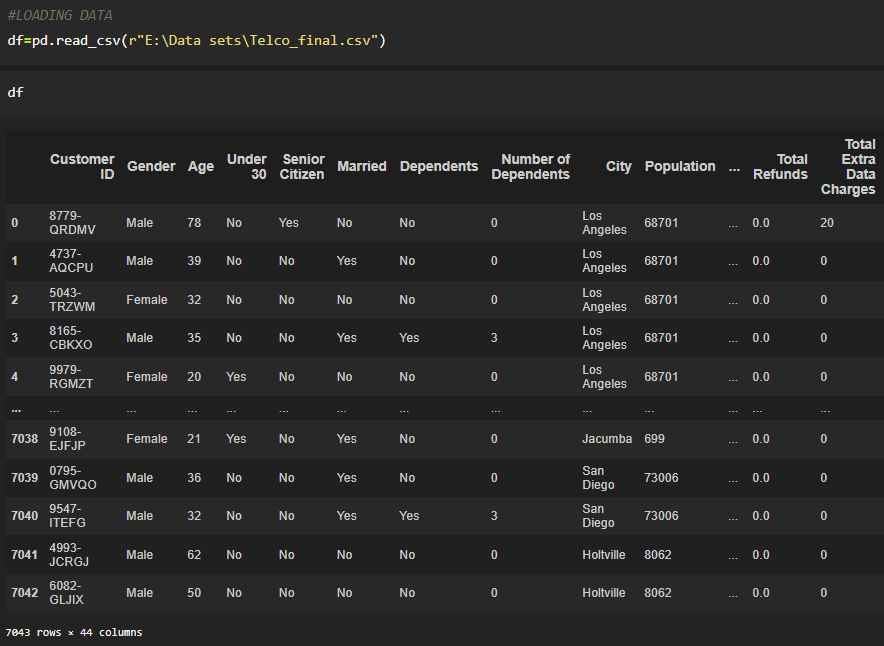 #LOADING DATA
df=pd.read_csv(r"E:\Data sets\Telco_final.csv")
df
Customer ID Gender Age Under 30 Senior Citizen Married Dependents Number of Dependents City Population ... Total Refunds Total Extra Data Charges
0 8779-QRDMV Male 78 No Yes No No 0 Los Angeles 68701 ... 0.0 20
1 4737-AQCPU Male 39 No No Yes No 0 Los Angeles 68701 ... 0.0 0
2 5043-TRZWM Female 32 No No No No 0 Los Angeles 68701 ... 0.0 0
3 8165-CBKXO Male 35 No No Yes Yes 3 Los Angeles 68701 ... 0.0 0
4 9979-RGMZT Female 20 Yes No No No 0 Los Angeles 68701 ... 0.0 0
... ... ... ... ... ... ... ... ... ... ... ... ... ...
7038 9108-EJFJP Female 21 Yes No Yes No 0 Jacumba 699 ... 0.0 0
7039 0795-GMVQO Male 36 No No Yes No 0 San Diego 73006 ... 0.0 0
7040 9547-ITEFG Male 32 No No Yes Yes 3 San Diego 73006 ... 0.0 0
7041 4993-JCRGJ Male 62 No No No No 0 Holtville 8062 ... 0.0 0
7042 6082-GLJIX Male 50 No No No No 0 Holtville 8062 ... 0.0 0
7043 rows × 44 columns